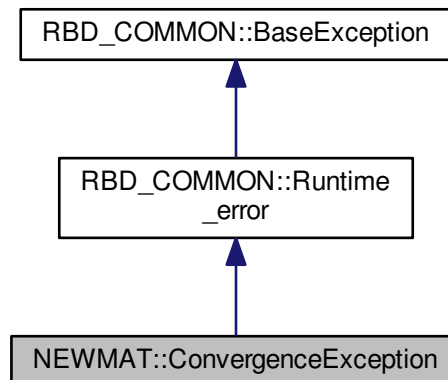 RBD_COMMON::BaseException
RBD_COMMON::Runtime
_error
NEWMAT::ConvergenceException